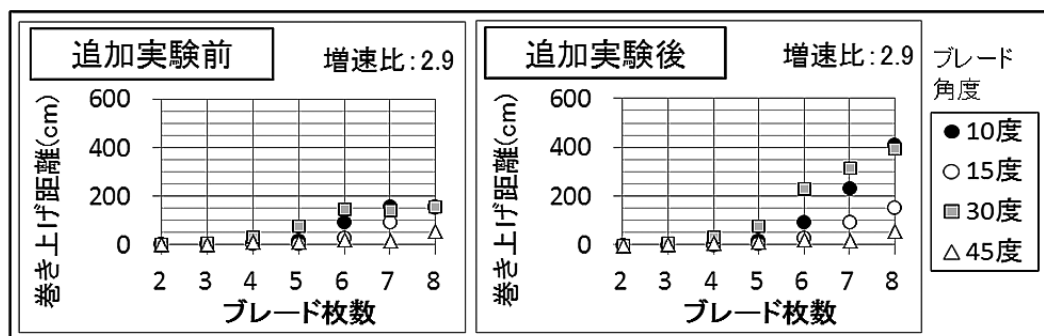 追加実験前
増速比:2.9
巻き上げ距離(cm)
600
400
200
0
2 3 4 5 6 7 8
ブレード枚数
追加実験後
増速比:2.9
巻き上げ距離(cm)
600
400
200
0
2 3 4 5 6 7 8
ブレード枚数
ブレード
角度
10度
15度
30度
45度